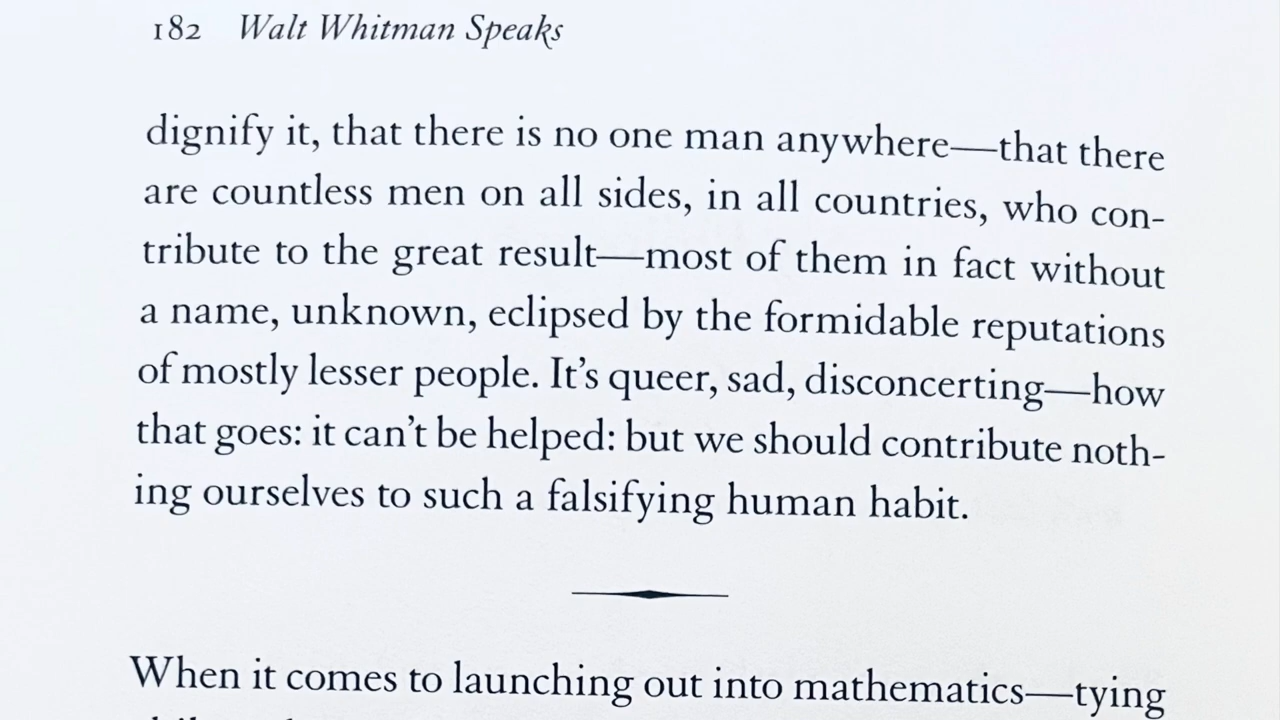 182 Walt Whitman Speaks
dignify it, that there is no one man anywhere—that there
are countless men on all sides, in all countries, who con-
tribute to the great result—most of them in fact without
a name, unknown, eclipsed by the formidable reputations
of mostly lesser people. It’s queer, sad, disconcerting—how
that goes: it can’t be helped: but we should contribute noth-
ing ourselves to such a falsifying human habit.
When it comes to launching out into mathematics—tying